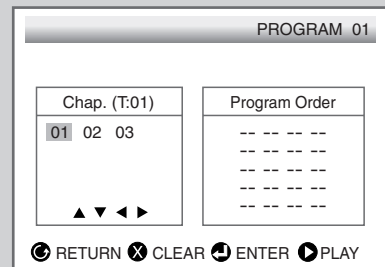 PROGRAM 01
Chap. (T:01)
01 02 03
Program Order
-- -- -- --
-- -- -- --
-- -- -- --
-- -- -- --
-- -- -- --
RETURN CLEAR ENTER PLAY